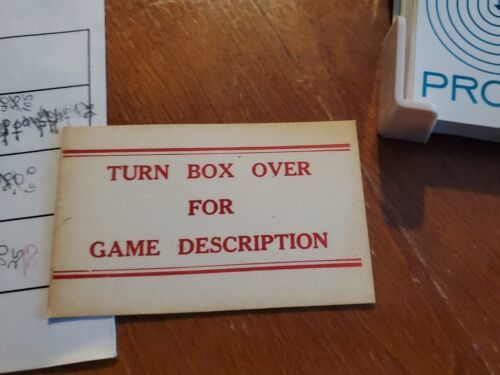 TURN BOX OVER
FOR
GAME DESCRIPTION
PRO